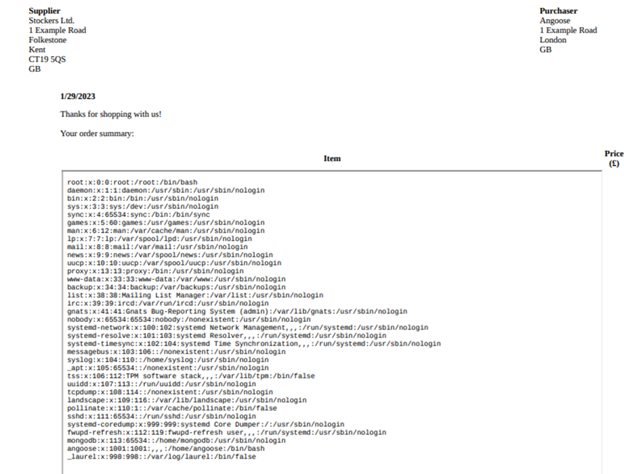 Supplier
Stockers Ltd.
1 Example Road
Folkestone
Kent
CT19 5QS
GB
Purchaser
Angoose
1 Example Road
London
GB
1/29/2023
Thanks for shopping with us!
Your order summary:
Item
Price
(£)
root:x:0:0:root:/root:/bin/bash
daemon:x:1:1:daemon:/usr/sbin:/usr/sbin/nologin
bin:x:2:2:bin:/bin:/usr/sbin/nologin
sys:x:3:3:sys:/dev:/usr/sbin/nologin
sync:x:4:65534:sync:/bin:/bin/sync
games:x:5:60:games:/usr/games:/usr/sbin/nologin
man:x:6:12:man:/var/cache/man:/usr/sbin/nologin
lp:x:7:7:lp:/var/spool/lpd:/usr/sbin/nologin
mail:x:8:8:mail:/var/mail:/usr/sbin/nologin
news:x:9:9:news:/var/spool/news:/usr/sbin/nologin
uucp:x:10:10:uucp:/var/spool/uucp:/usr/sbin/nologin
proxy:x:13:13:proxy:/bin:/usr/sbin/nologin
www-data:x:33:33:www-data:/var/www:/usr/sbin/nologin
backup:x:34:34:backup:/var/backups:/usr/sbin/nologin
list:x:38:38:Mailing List Manager:/var/list:/usr/sbin/nologin
irc:x:39:39:ircd:/var/run/ircd:/usr/sbin/nologin
gnats:x:41:41:Gnats Bug-Reporting System (admin):/var/lib/gnats:/usr/sbin/nologin
nobody:x:65534:65534:nobody:/nonexistent:/usr/sbin/nologin
systemd-network:x:100:102:systemd Network Management,,,:/run/systemd:/usr/sbin/nologin
systemd-resolve:x:101:103:systemd Resolver,,,:/run/systemd:/usr/sbin/nologin
systemd-timesync:x:102:104:systemd Time Synchronization,,,:/run/systemd:/usr/sbin/nologin
messagebus:x:103:106::/nonexistent:/usr/sbin/nologin
syslog:x:104:110::/home/syslog:/usr/sbin/nologin
_apt:x:105:65534::/nonexistent:/usr/sbin/nologin
tss:x:106:112:TPM software stack,,,:/var/lib/tpm:/bin/false
uuidd:x:107:113::/run/uuidd:/usr/sbin/nologin
tcpdump:x:108:114::/nonexistent:/usr/sbin/nologin
landscape:x:109:116::/var/lib/landscape:/usr/sbin/nologin
pollinate:x:110:1::/var/cache/pollinate:/bin/false
sshd:x:111:65534::/run/sshd:/usr/sbin/nologin
systemd-coredump:x:999:999:systemd Core Dumper:/:/usr/sbin/nologin
fwupd-refresh:x:112:119:fwupd-refresh user,,,:/run/systemd:/usr/sbin/nologin
mongodb:x:113:65534::/home/mongodb:/usr/sbin/nologin
angoose:x:1001:1001:,,,:/home/angoose:/bin/bash
_laurel:x:998:998::/var/log/laurel:/bin/false